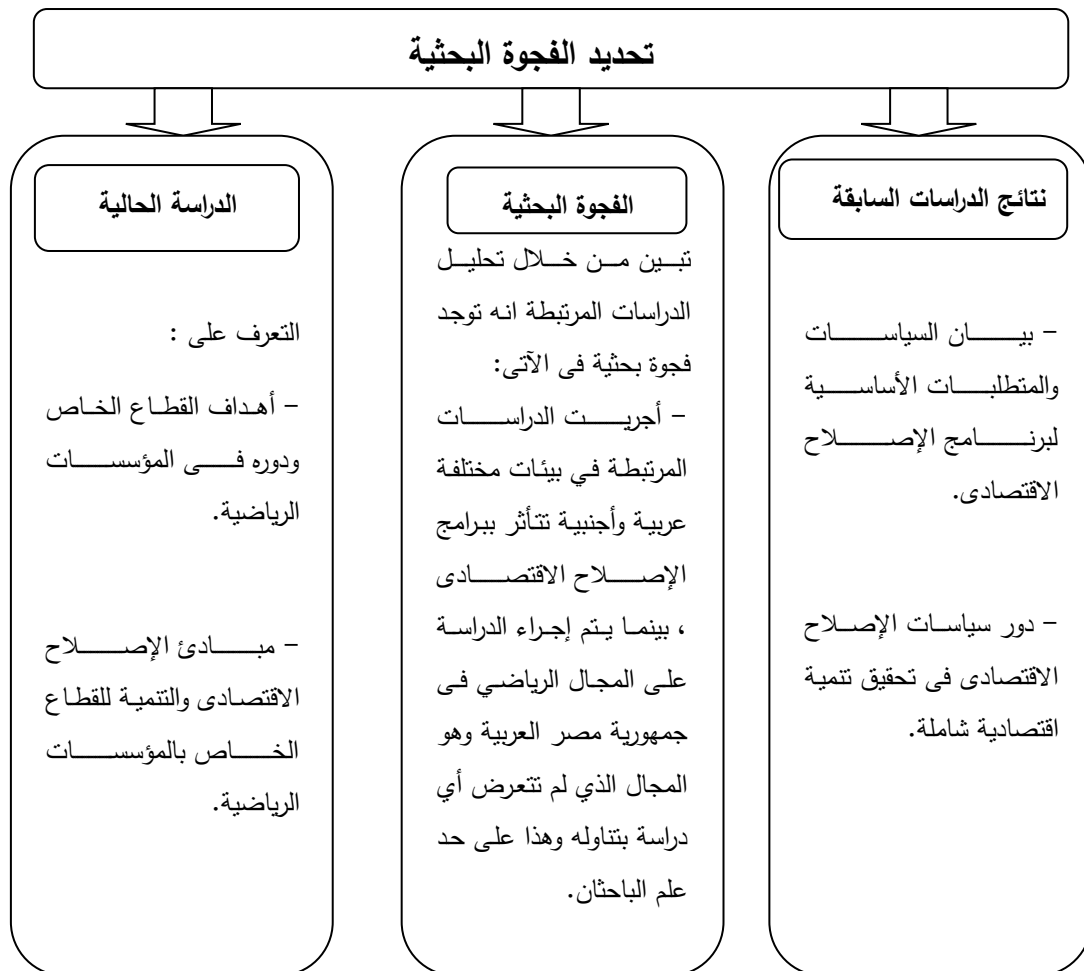 تحديد الفجوة البحثية
نتائج الدراسات السابقة
– بيان السياسات
والمتطلبات الأساسية
لبرنامج الإصلاح
الاقتصادى.
– دور سياسات الإصلاح
الاقتصادى فى تحقيق تنمية
اقتصادية شاملة.
الفجوة البحثية
تبين من خلال تحليل
الدراسات المرتبطة انه توجد
فجوة بحثية فى الآتى:
– أجريت الدراسات
المرتبطة في بيئات مختلفة
عربية وأجنبية تتأثر ببرامج
الإصلاح الاقتصادى
، بينما يتم إجراء الدراسة
على المجال الرياضي فى
جمهورية مصر العربية وهو
المجال الذي لم تتعرض أي
دراسة بتناوله وهذا على حد
علم الباحثان.
الدراسة الحالية
التعرف على :
– أهداف القطاع الخاص
ودوره فى المؤسسات
الرياضية.
– مبادئ الإصلاح
الاقتصادى والتنمية للقطاع
الخاص بالمؤسسات
الرياضية.